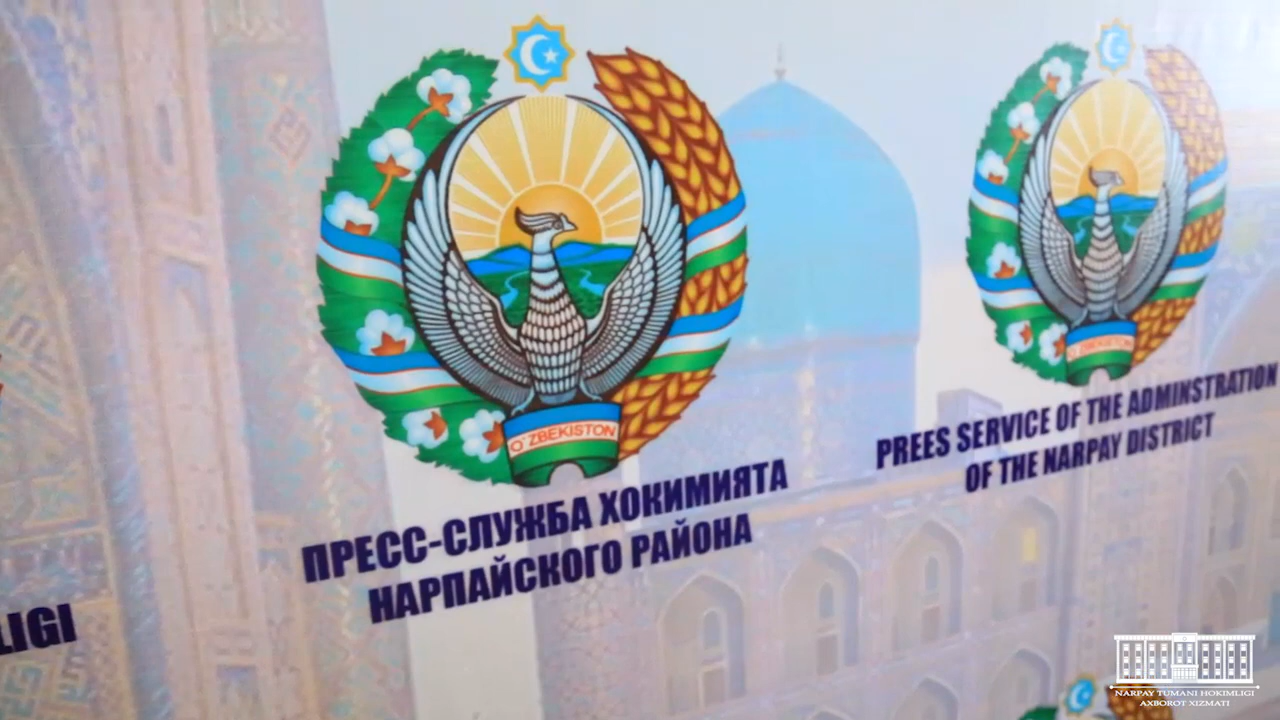 O'ZBEKISTON
ПРЕСС-СЛУЖБА ХОКИМИЯТА
НАРПАЙСКОГО РАЙОНА
O'ZBEKISTON
PREES SERVICE OF THE ADMINSTRATION
OF THE NARPAY DISTRICT
LIGI
NARPAY TUMANI HOKIMLIGI
AXBOROT XIZMATI